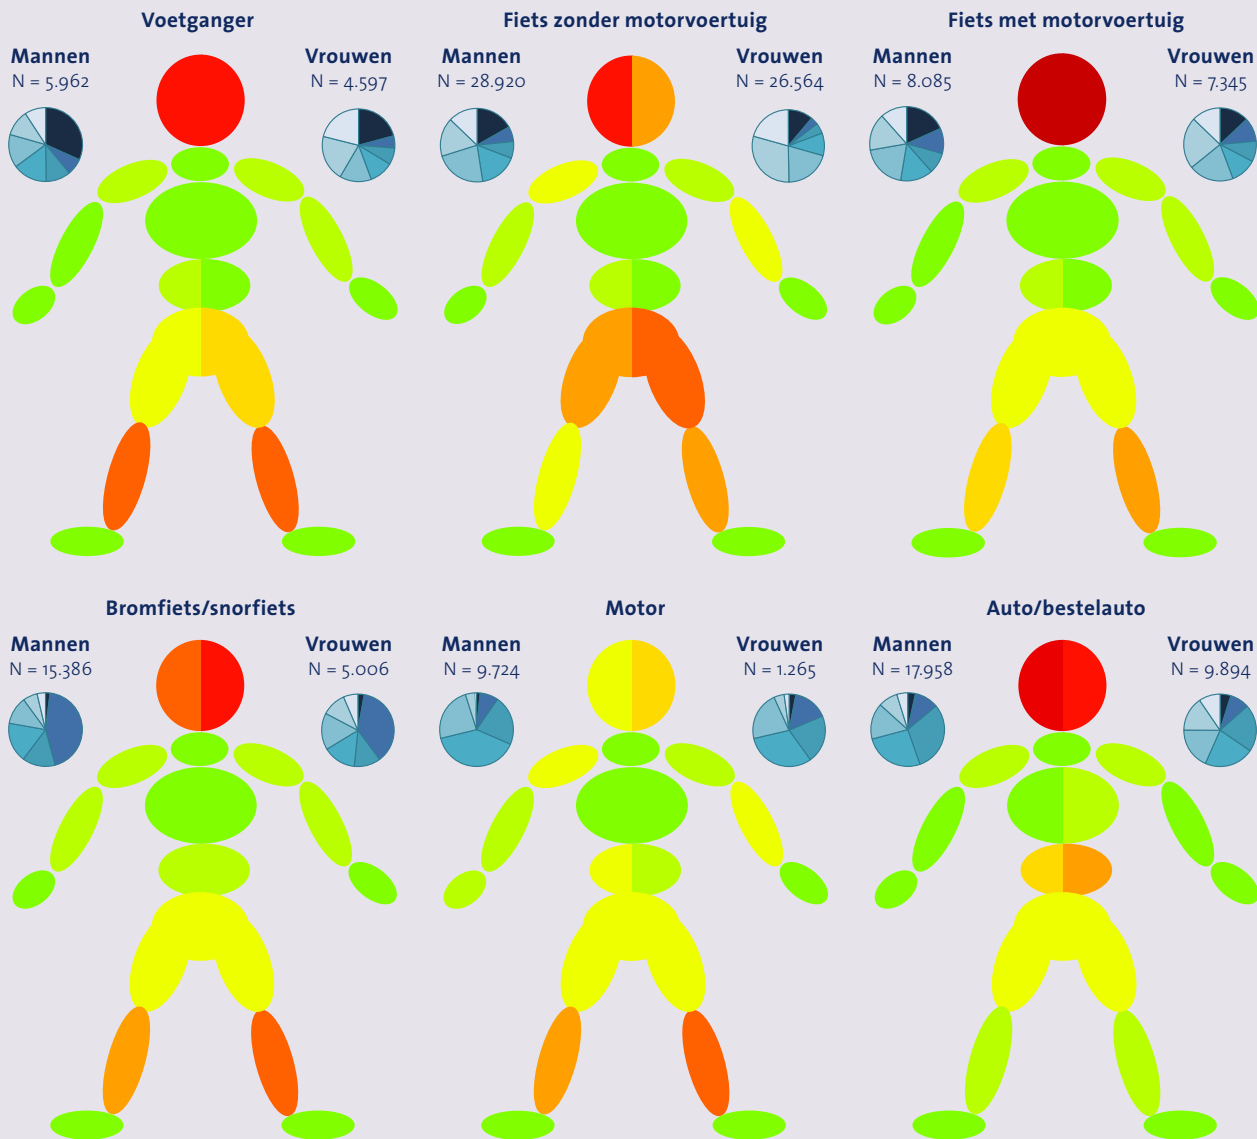 Voetganger
Mannen
N = 5.962
Vrouwen
N = 4.597
Fiets zonder motorvoertuig
Mannen
N = 28.920
Vrouwen
N = 26.564
Fiets met motorvoertuig
Mannen
N = 8.085
Vrouwen
N = 7.345
Bromfiets/snorfiets
Mannen
N = 15.386
Vrouwen
N = 5.006
Motor
Mannen
N = 9.724
Vrouwen
N = 1.265
Auto/bestelauto
Mannen
N = 17.958
Vrouwen
N = 9.894